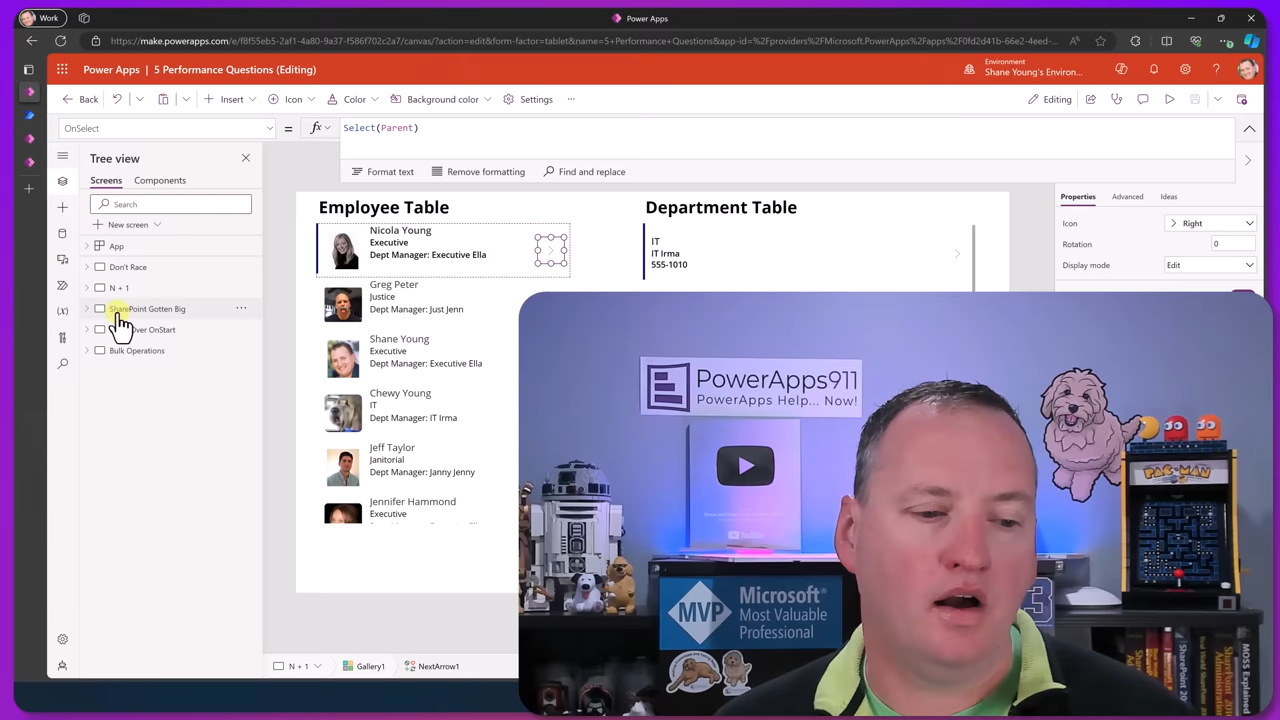 Work
Power Apps
https://make.powerapps.com/e/f8f55eb5-2af1-4a80-9a37-f586f702c2a7/canvas/?action=edit&form-factor=tablet&name=5+Performance+Questions&app-id=%2Fproviders%2FMicrosoft.PowerApps%2Fapps%2F0fd2d41b-66e2-4eed-...
Power Apps | 5 Performance Questions (Editing)
Environment
Shane Young's Environ...
Back
Insert
Icon
Color
Background color
Settings
...
Editing
OnSelect
=
fx
Select(Parent)
Format text
Remove formatting
Find and replace
Tree view
Screens
Components
Search
New screen
App
Don't Race
N + 1
SharePoint Gotten Big
Over OnStart
Bulk Operations
Employee Table
Nicola Young
Executive
Dept Manager: Executive Ella
Greg Peter
Justice
Dept Manager: Just Jenn
Shane Young
Executive
Dept Manager: Executive Ella
Chewy Young
IT
Dept Manager: IT Irma
Jeff Taylor
Janitorial
Dept Manager: Janny Jenny
Jennifer Hammond
Executive
Department Table
IT
IT Irma
555-1010
Properties
Advanced
Ideas
Icon
Right
Rotation
0
Display mode
Edit
N + 1
Gallery1
NextArrow1
PowerApps911
PowerApps Help... Now!
YouTube
MVP
Microsoft
Most Valuable
Professional
3
PAC-MAN
MOSS Explained